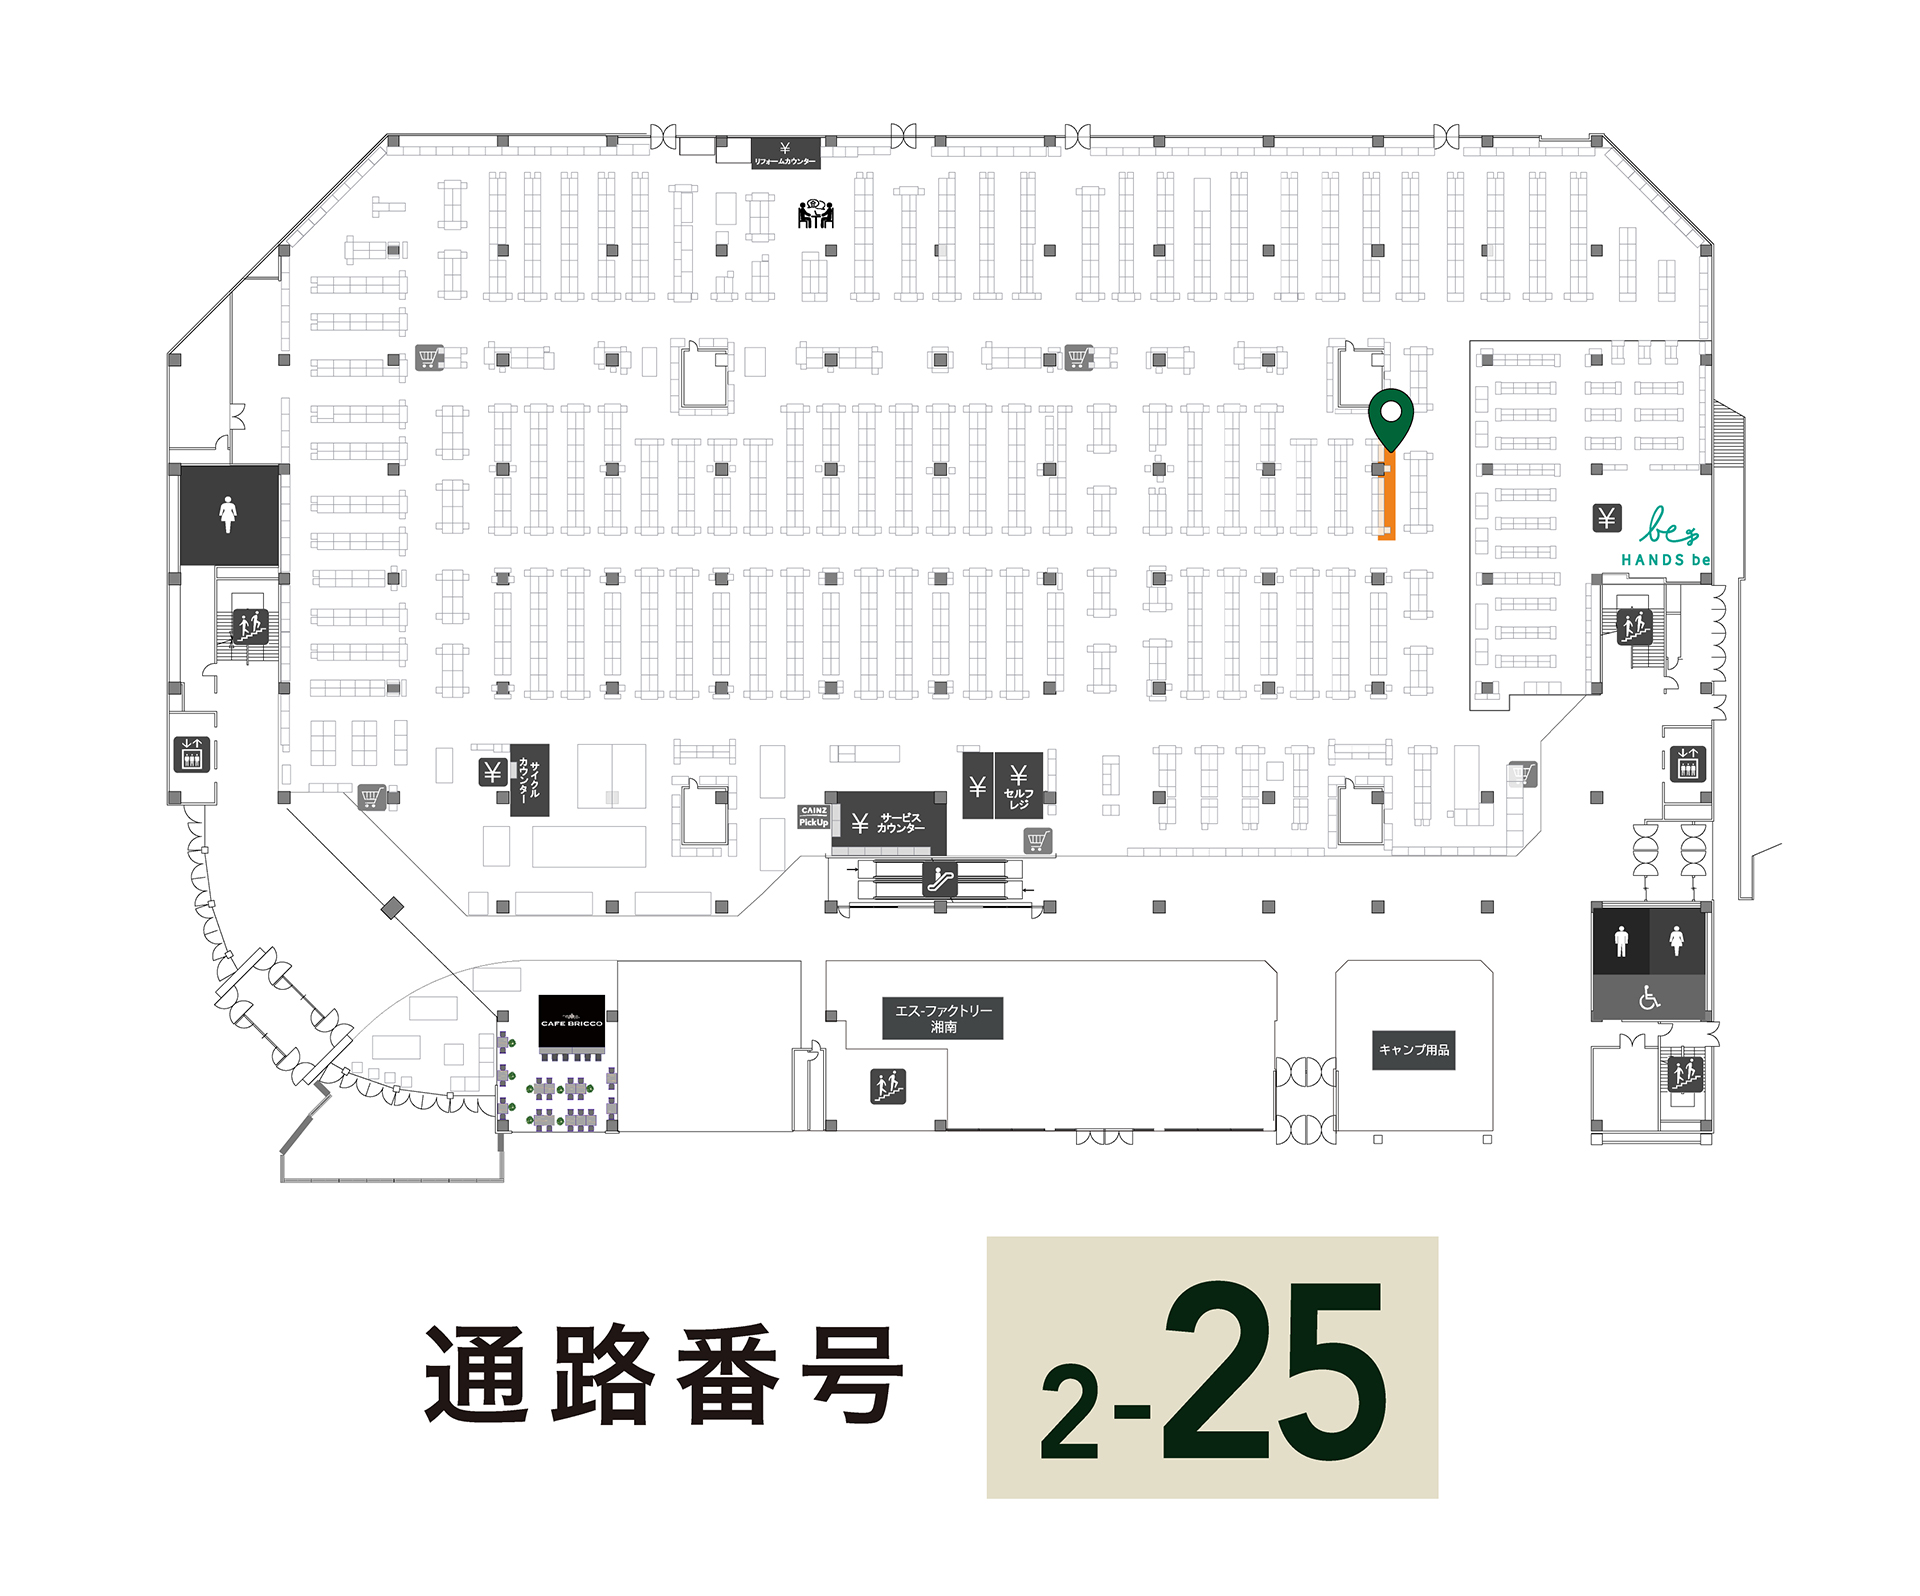 ¥
リフォームカウンター
¥
be
HANDS be
¥
サイクル
カウンター
CAINZ
PickUp
¥
サービス
カウンター
¥
¥
セルフ
レジ
CAFE BRICCO
エス-ファクトリー
湘南
キャンプ用品
通路番号
2-25